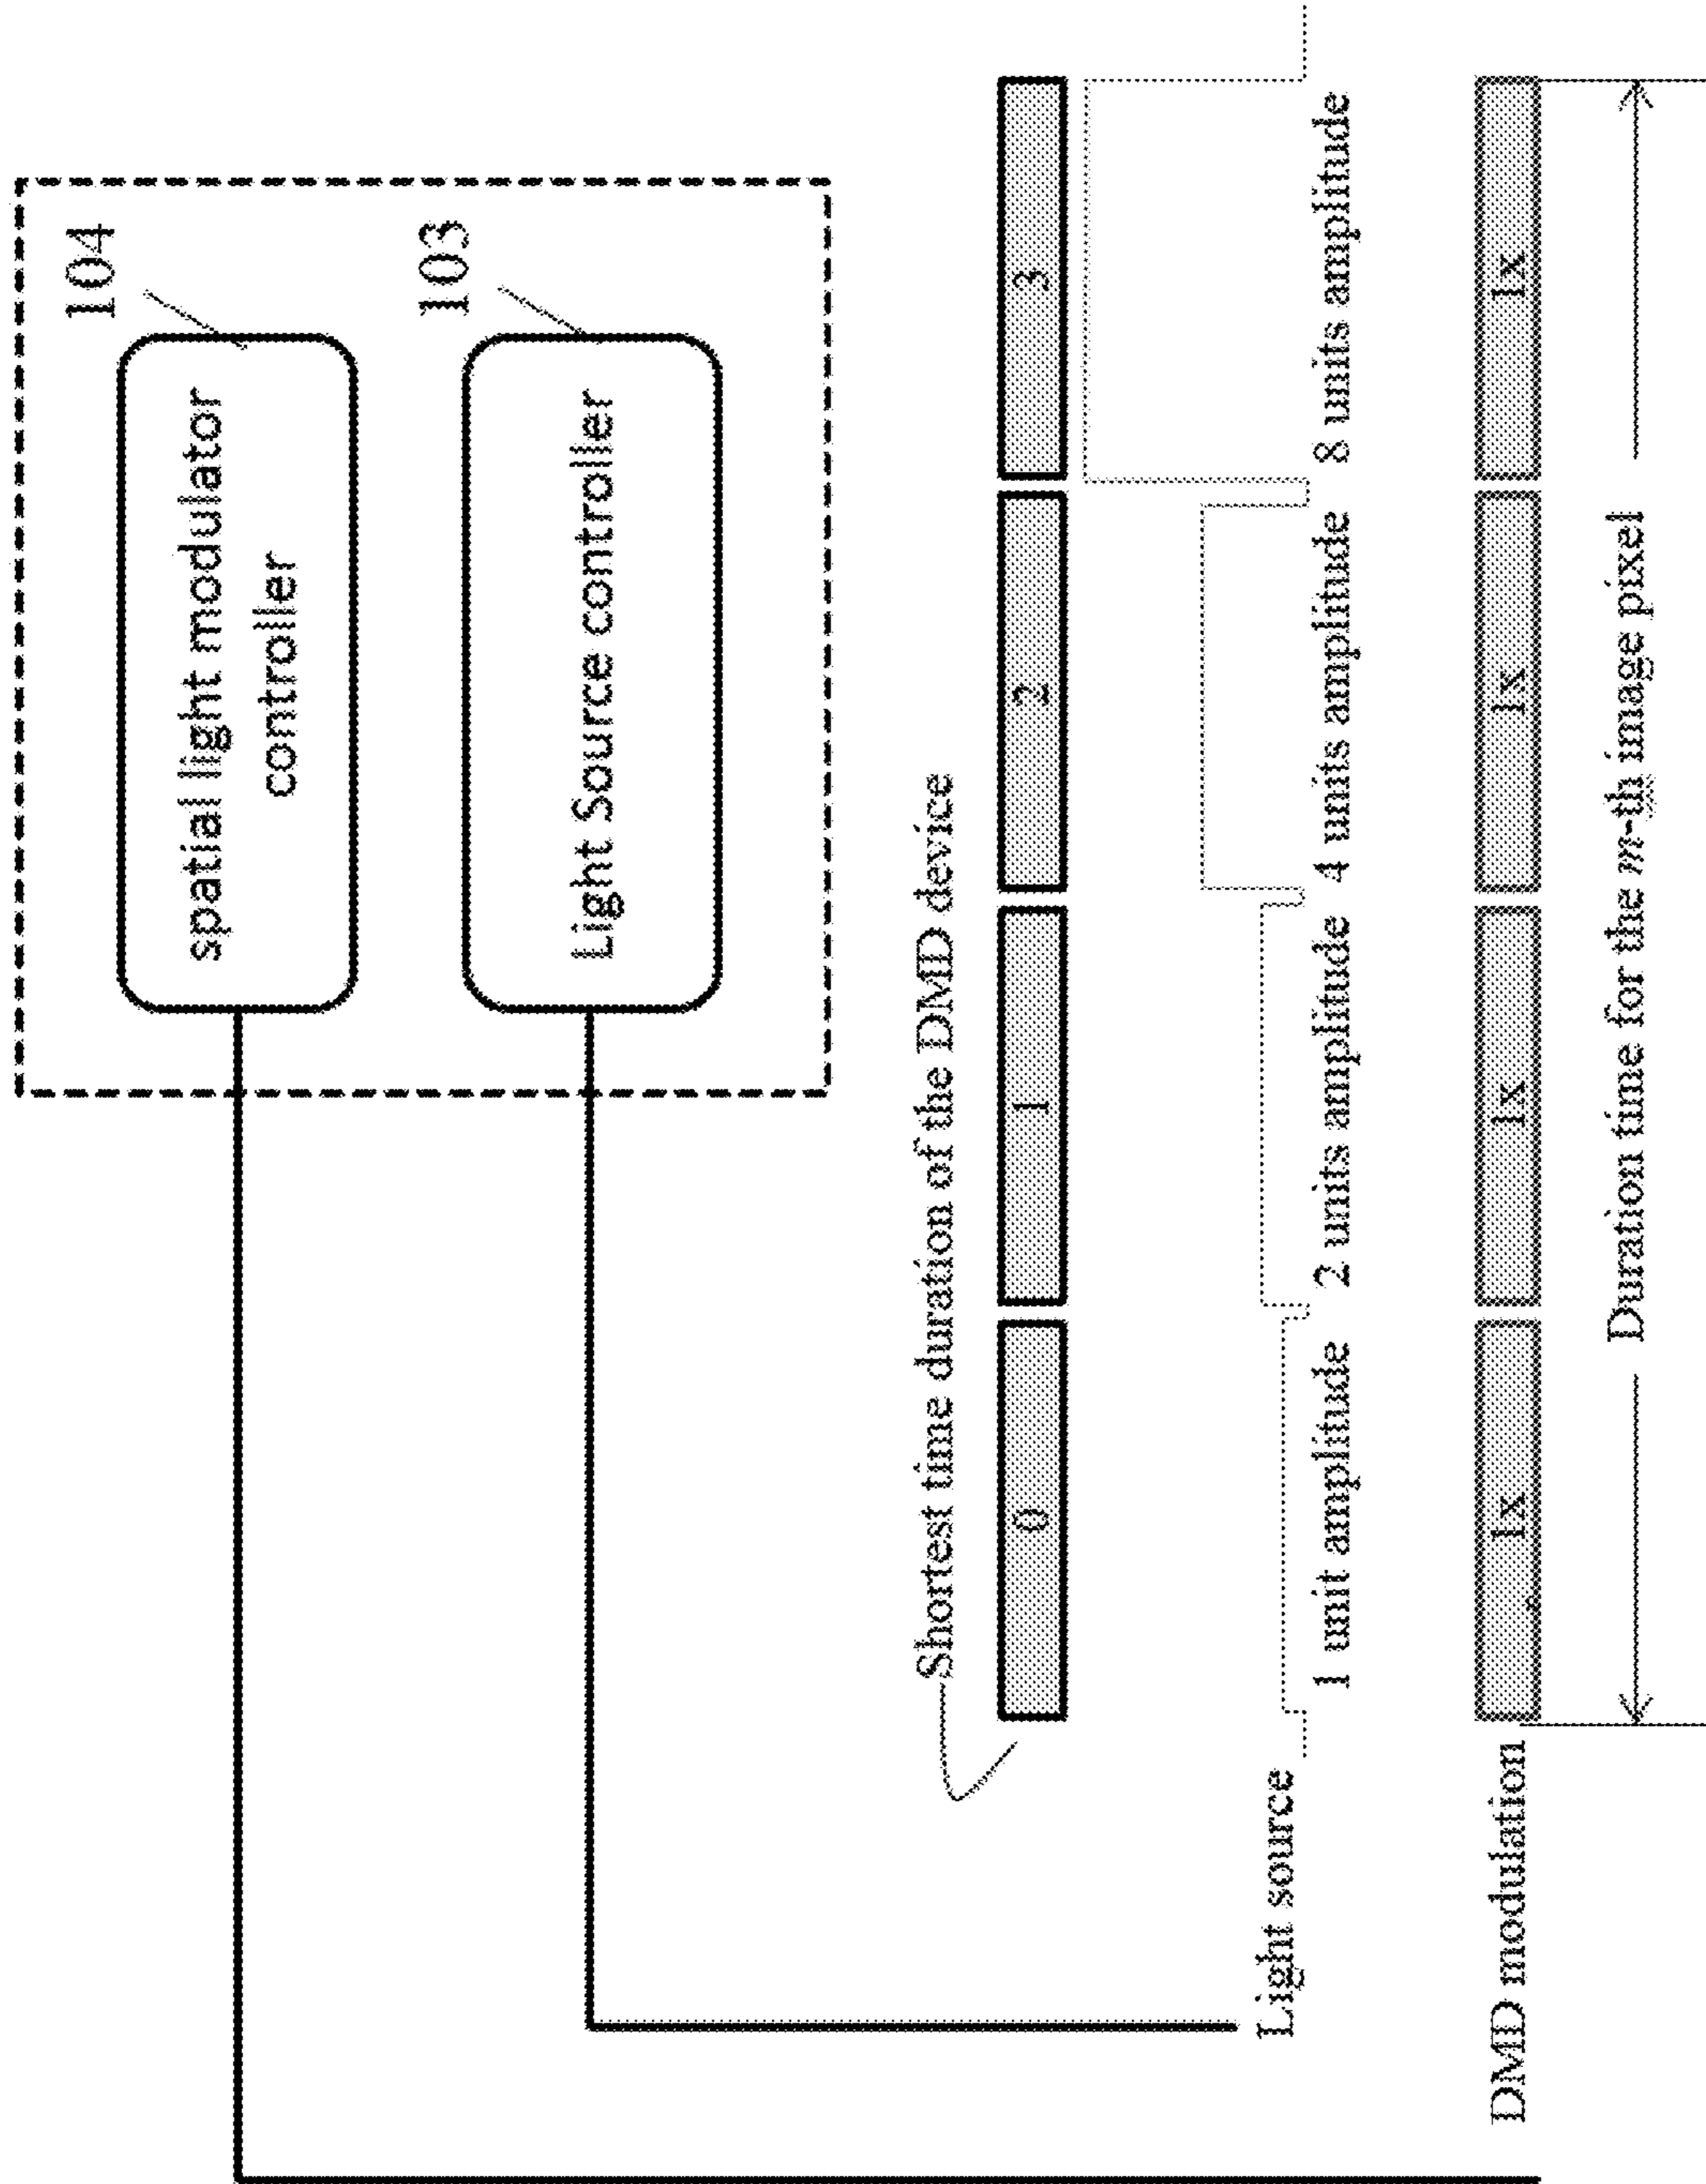 104
spatial light modulator
controller
103
Light Source controller
Shortest time duration of the DMD device
0
1
2
3
Light source
1 unit amplitude
2 units amplitude
4 units amplitude
8 units amplitude
DMD modulation
1x
1x
1x
1x
Duration time for the m-th image pixel